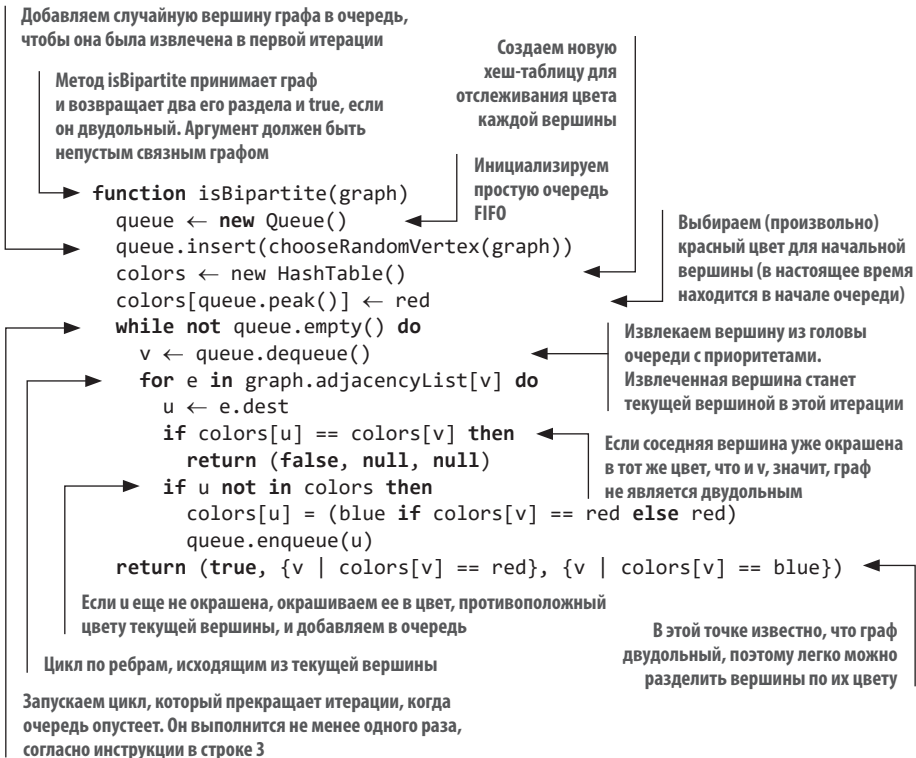 Добавляем случайную вершину графа в очередь,
чтобы она была извлечена в первой итерации
Создаем новую
хеш-таблицу для
отслеживания цвета
каждой вершины
Метод isBipartite принимает граф
и возвращает два его раздела и true, если
он двудольный. Аргумент должен быть
непустым связным графом
Инициализируем
простую очередь
FIFO
Выбираем (произвольно)
красный цвет для начальной
вершины (в настоящее время
находится в начале очереди)
function isBipartite(graph)
queue ← new Queue()
queue.insert(chooseRandomVertex(graph))
colors ← new HashTable()
colors[queue.peak()] ← red
while not queue.empty() do
v ← queue.dequeue()
for e in graph.adjacencyList[v] do
u ← e.dest
if colors[u] == colors[v] then
return (false, null, null)
if u not in colors then
colors[u] = (blue if colors[v] == red else red)
queue.enqueue(u)
return (true, {v | colors[v] == red}, {v | colors[v] == blue})
Извлекаем вершину из головы
очереди с приоритетами.
Извлеченная вершина станет
текущей вершиной в этой итерации
Если соседняя вершина уже окрашена
в тот же цвет, что и v, значит, граф
не является двудольным
Если u еще не окрашена, окрашиваем ее в цвет, противоположный
цвету текущей вершины, и добавляем в очередь
В этой точке известно, что граф
двудольный, поэтому легко можно
разделить вершины по их цвету
Цикл по ребрам, исходящим из текущей вершины
Запускаем цикл, который прекращает итерации, когда
очередь опустеет. Он выполнится не менее одного раза,
согласно инструкции в строке 3